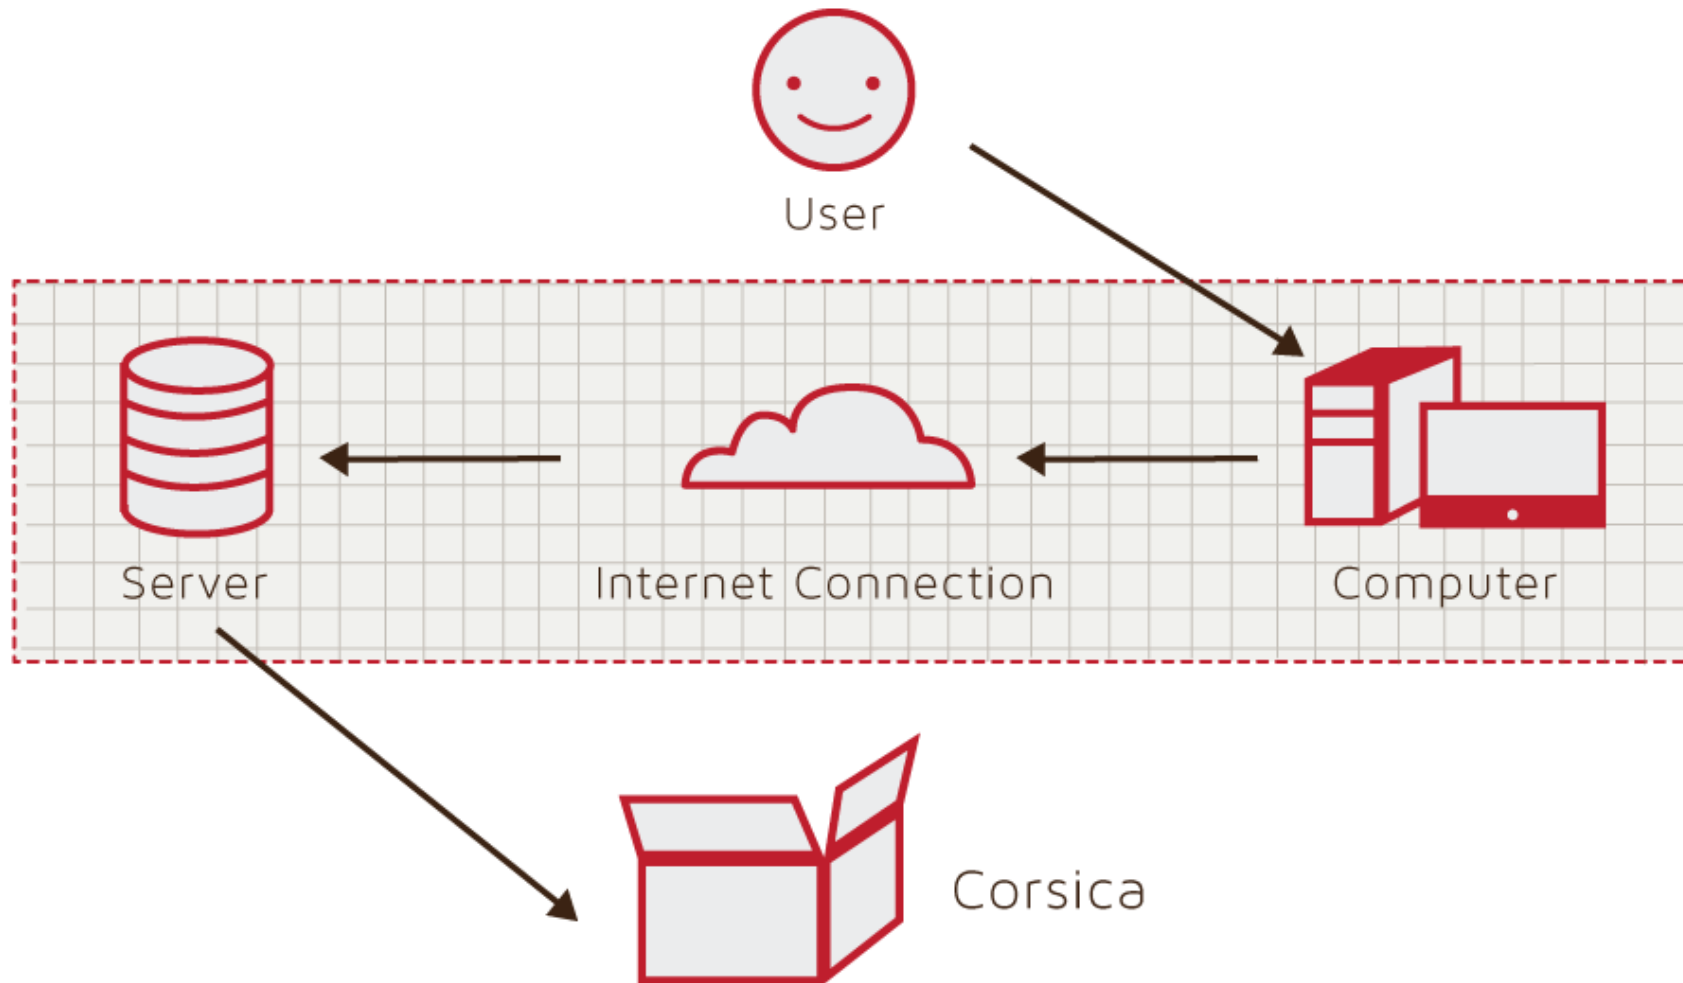 User
Server
Internet Connection
Computer
Corsica